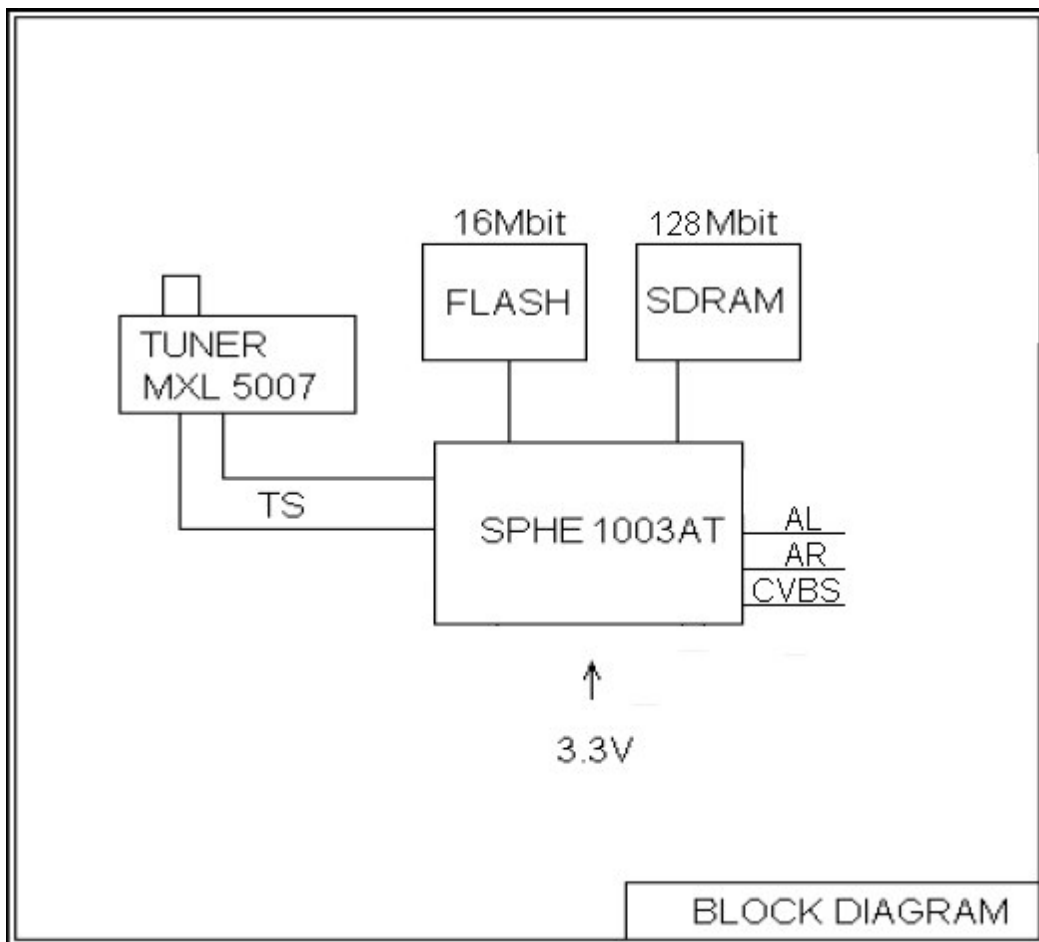 16Mbit
128Mbit
FLASH
SDRAM
TUNER
MXL 5007
TS
SPHE 1003AT
AL
AR
CVBS
3.3V
BLOCK DIAGRAM